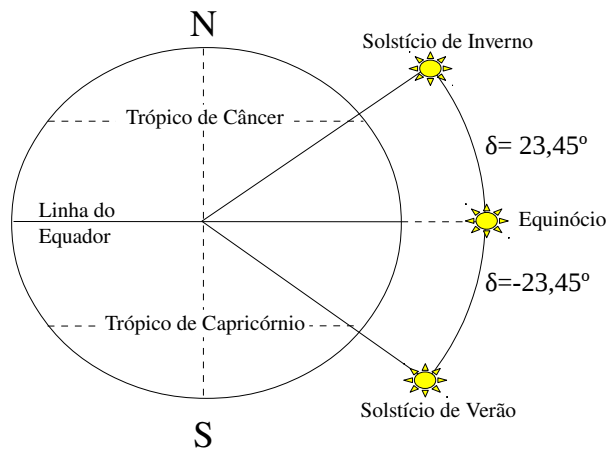 N
Solstício de Inverno
Trópico de Câncer
δ= 23,45º
Linha do
Equador
Equinócio
δ=-23,45º
Trópico de Capricórnio
Solstício de Verão
S